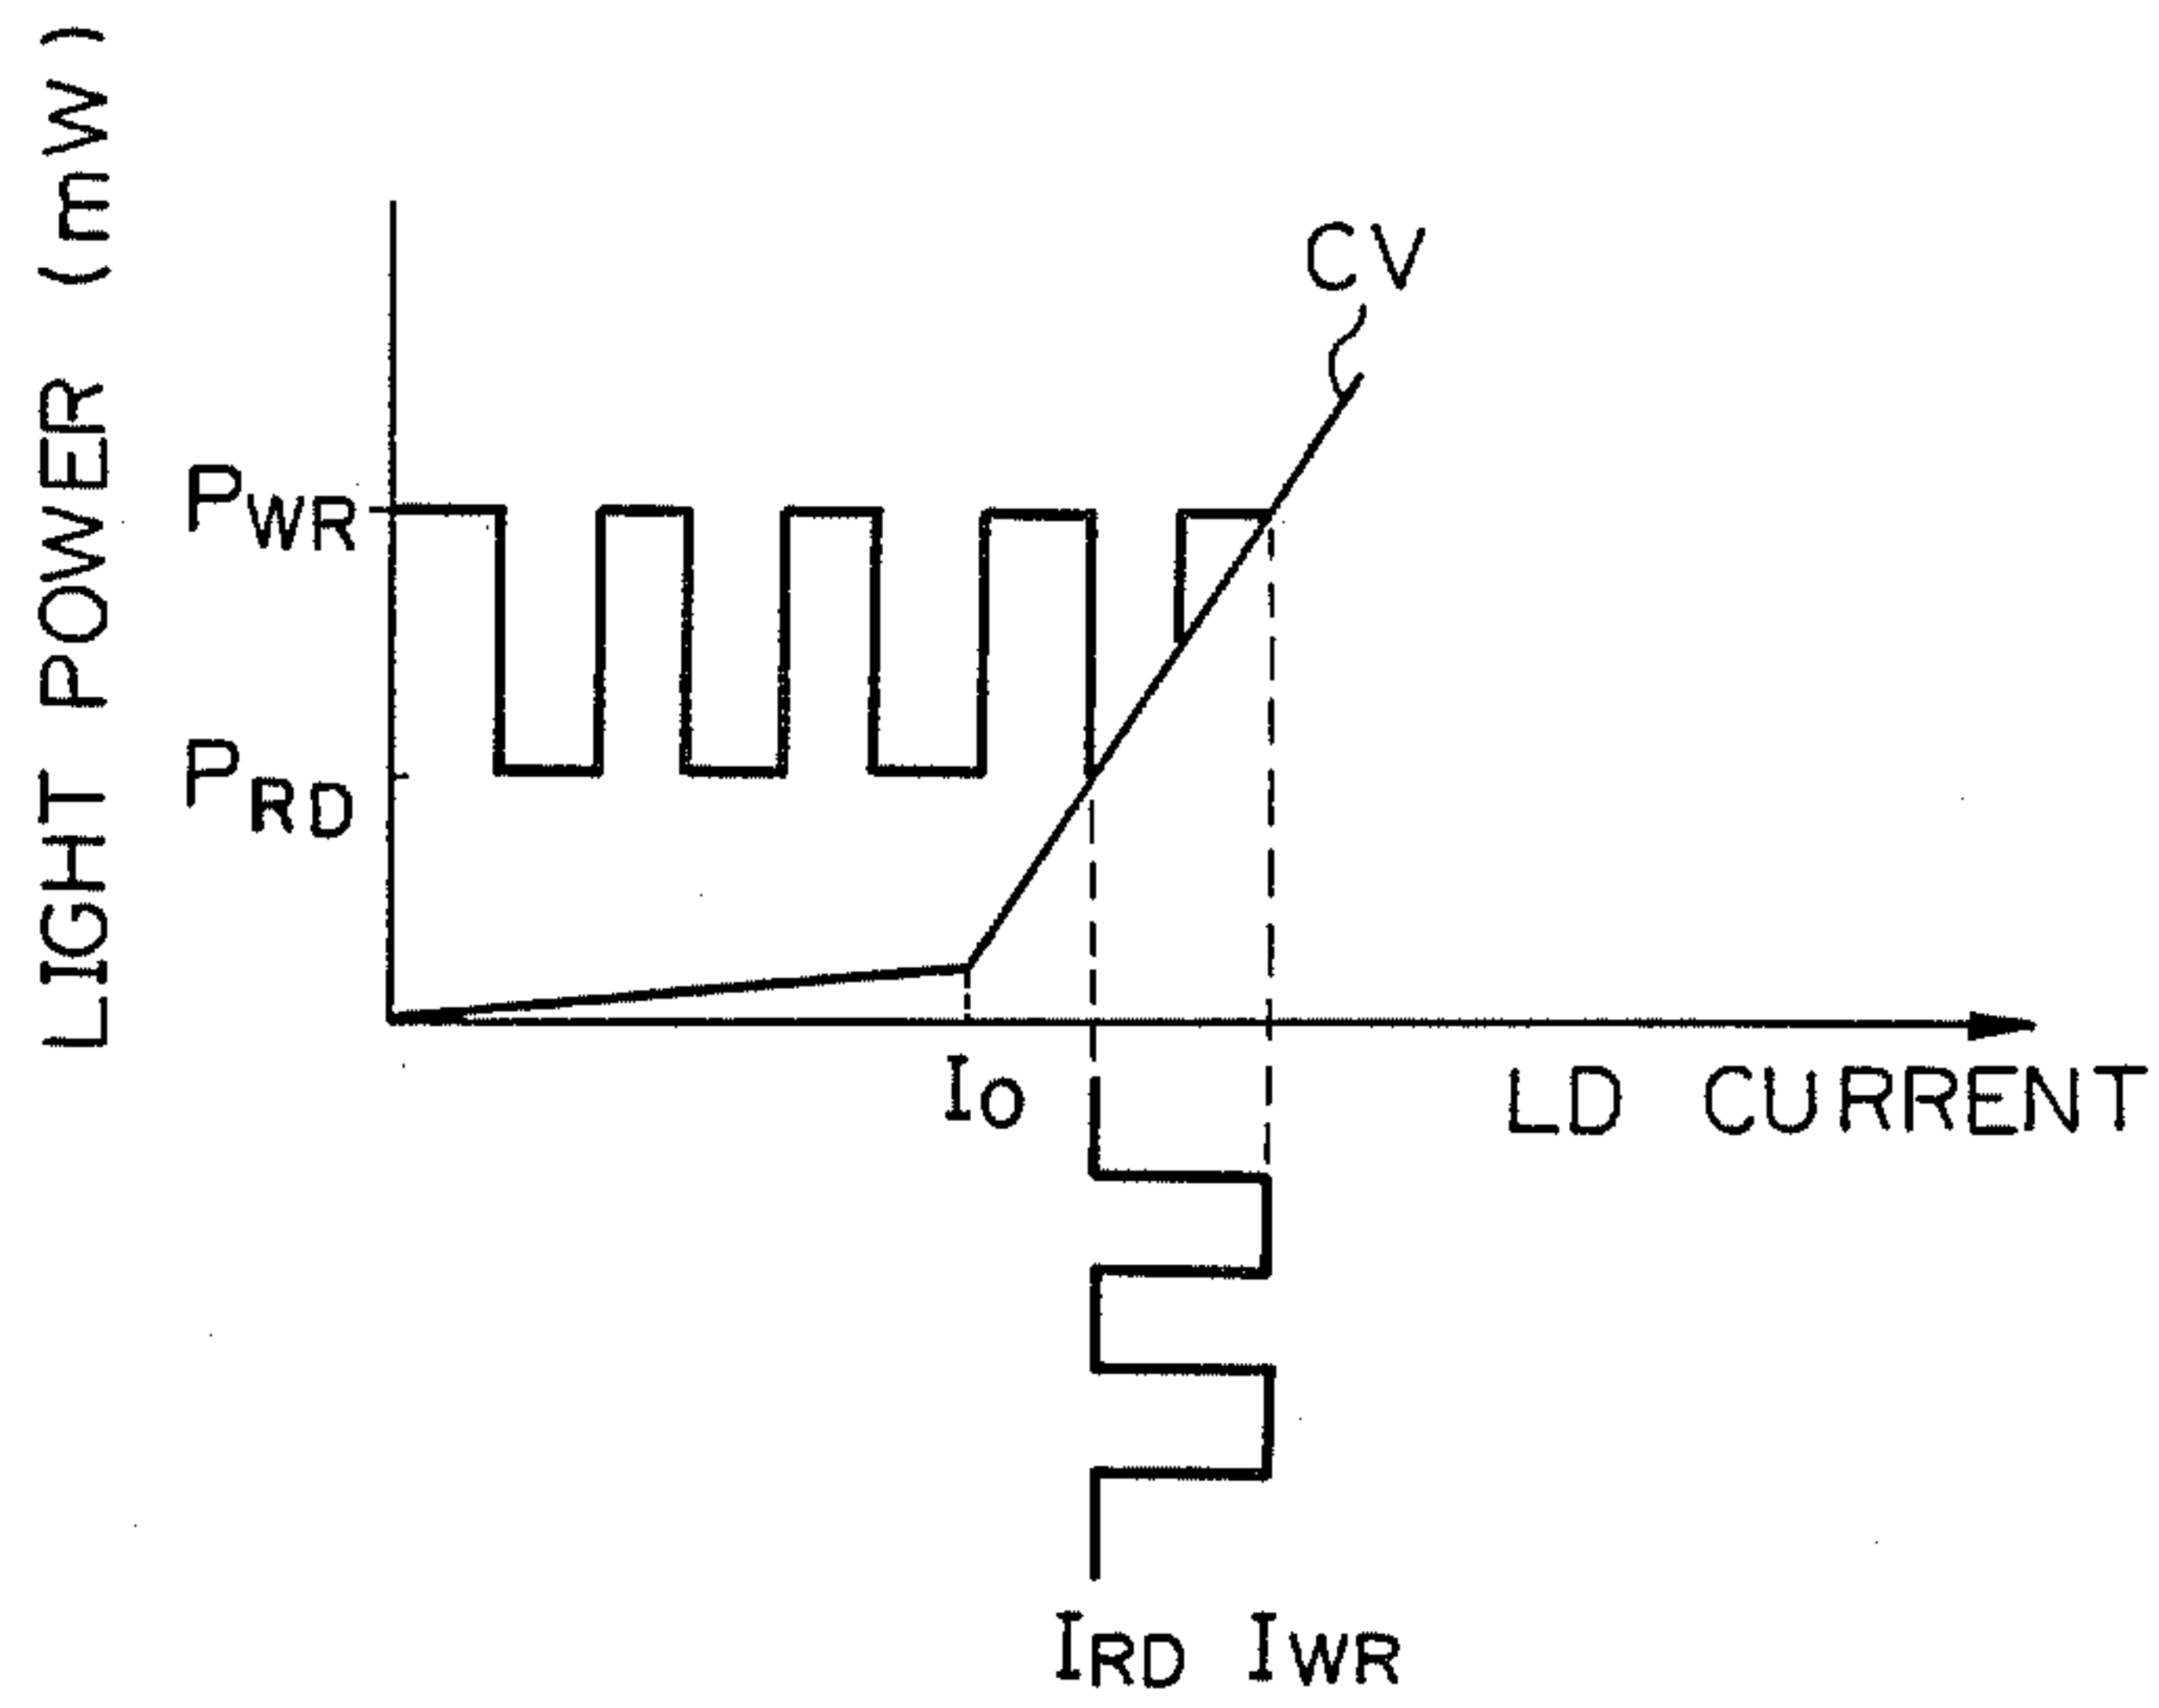 LIGHT POWER (mW)
CV
PWR
PRD
IO
LD CURRENT
IRD IWR